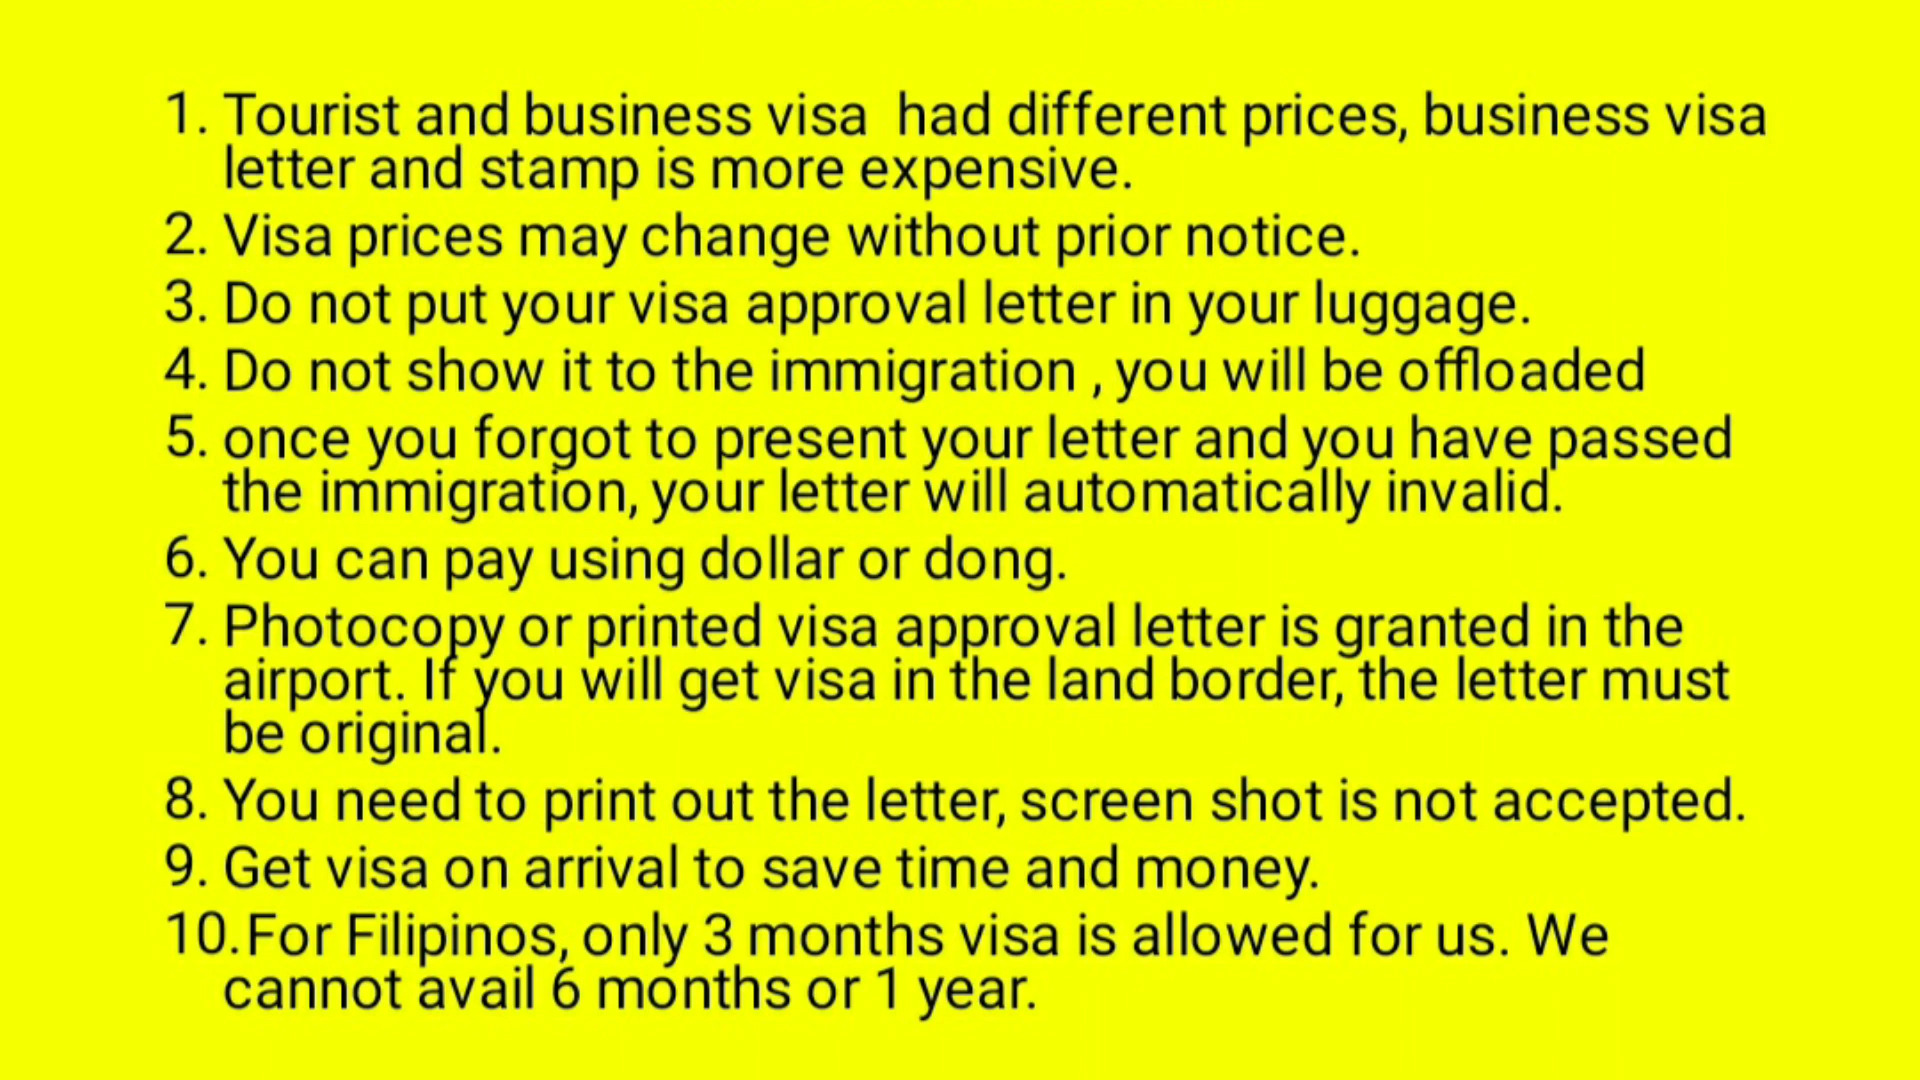 1. Tourist and business visa  had different prices, business visa
letter and stamp is more expensive.
2. Visa prices may change without prior notice.
3. Do not put your visa approval letter in your luggage.
4. Do not show it to the immigration , you will be offloaded
5. once you forgot to present your letter and you have passed
the immigration, your letter will automatically invalid.
6. You can pay using dollar or dong.
7. Photocopy or printed visa approval letter is granted in the
airport. If you will get visa in the land border, the letter must
be original.
8. You need to print out the letter, screen shot is not accepted.
9. Get visa on arrival to save time and money.
10.For Filipinos, only 3 months visa is allowed for us. We
cannot avail 6 months or 1 year.